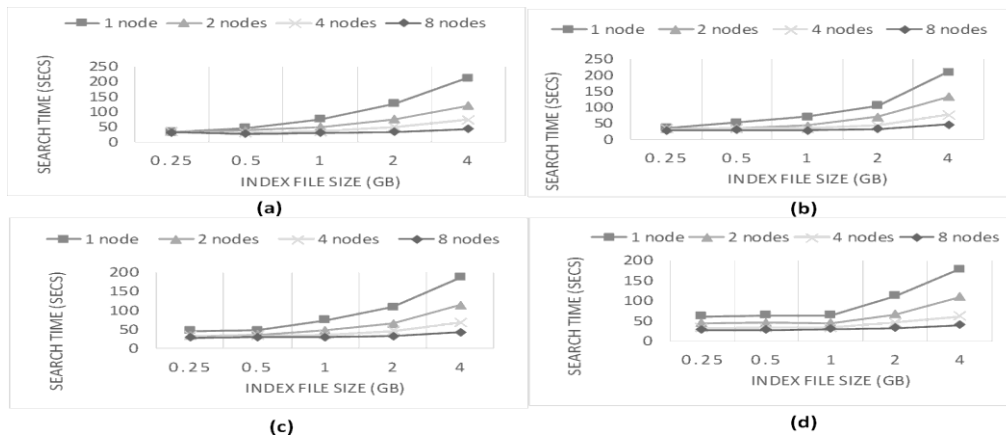 1 node 2 nodes 4 nodes 8 nodes
SEARCH TIME (SECS)
250
200
150
100
50
0
0.25 0.5 1 2 4
INDEX FILE SIZE (GB)
(a)
1 node 2 nodes 4 nodes 8 nodes
SEARCH TIME (SECS)
250
200
150
100
50
0
0.25 0.5 1 2 4
INDEX FILE SIZE (GB)
(b)
1 node 2 nodes 4 nodes 8 nodes
SEARCH TIME (SECS)
200
150
100
50
0
0.25 0.5 1 2 4
INDEX FILE SIZE (GB)
(c)
1 node 2 nodes 4 nodes 8 nodes
SEARCH TIME (SECS)
200
150
100
50
0
0.25 0.5 1 2 4
INDEX FILE SIZE (GB)
(d)